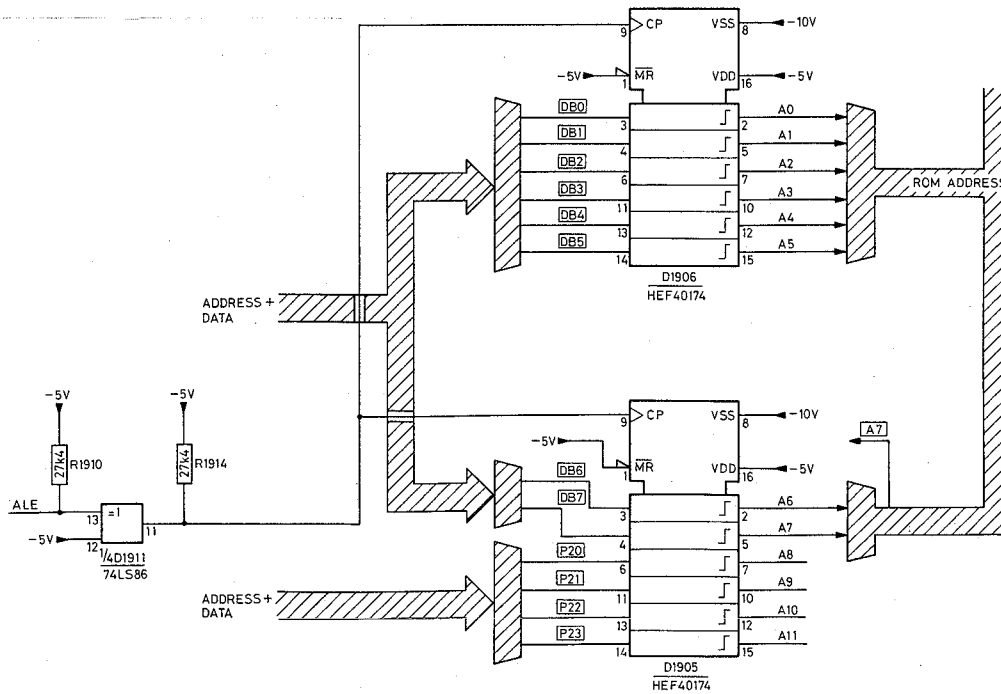 CP
VSS
-10V
9
8
-5V
MR
VDD
-5V
1
16
DB0
3
2
A0
DB1
4
5
A1
DB2
6
7
A2
DB3
11
10
A3
DB4
13
12
A4
DB5
14
15
A5
ROM ADDRESS
D1906
HEF40174
ADDRESS +
DATA
-5V
-5V
27k4
R1910
27k4
R1914
ALE
13
=1
11
-5V
12
1/4D1911
74LS86
CP
VSS
-10V
9
8
-5V
MR
VDD
-5V
1
16
A7
DB6
3
2
A6
DB7
4
5
A7
P20
6
7
A8
P21
11
10
A9
P22
13
12
A10
P23
14
15
A11
ADDRESS+
DATA
D1905
HEF40174